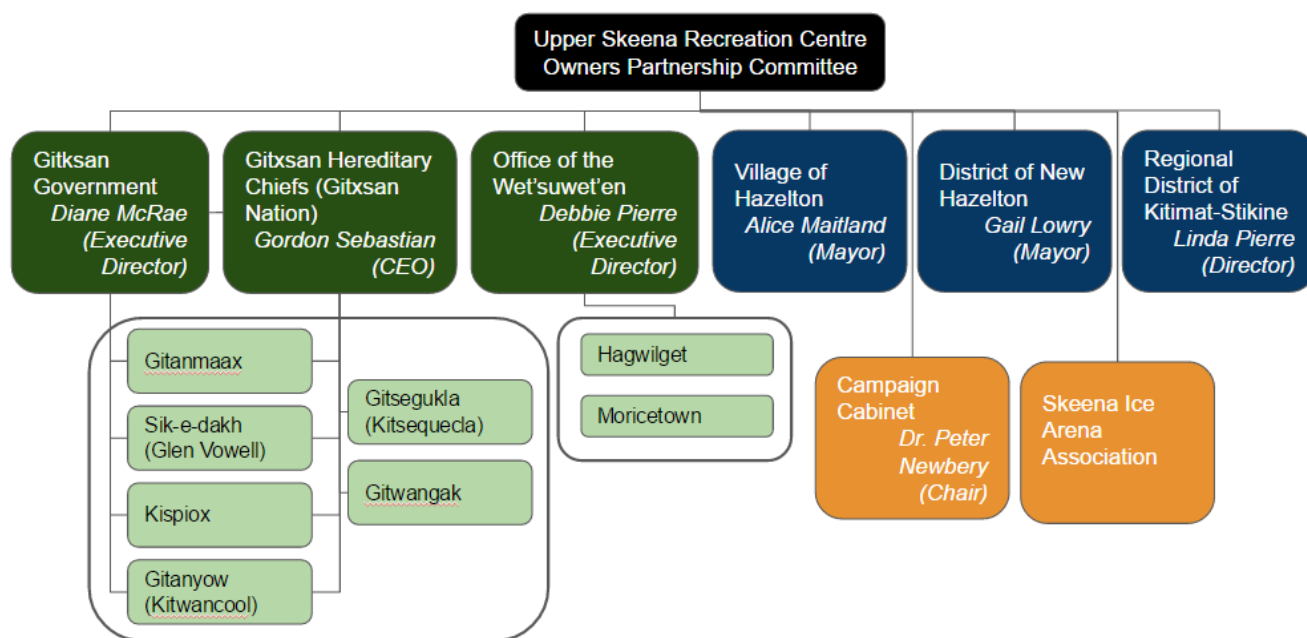 Upper Skeena Recreation Centre
Owners Partnership Committee
Gitksan
Government
Diane McRae
(Executive
Director)
Gitxsan Hereditary
Chiefs (Gitxsan
Nation)
Gordon Sebastian
(CEO)
Office of the
Wet'suwet'en
Debbie Pierre
(Executive
Director)
Village of
Hazelton
Alice Maitland
(Mayor)
District of New
Hazelton
Gail Lowry
(Mayor)
Regional
District of
Kitimat-Stikine
Linda Pierre
(Director)
Gitanmaax
Sik-e-dakh
(Glen Vowell)
Kispiox
Gitanyow
(Kitwancool)
Gitsegukla
(Kitsequecla)
Gitwangak
Hagwilget
Moricetown
Campaign
Cabinet
Dr. Peter
Newbery
(Chair)
Skeena Ice
Arena
Association